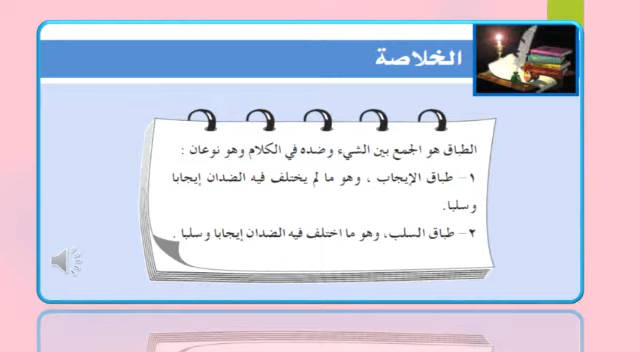 الخلاصة
الطباق هو الجمع بين الشيء وضده في الكلام وهو نوعان :
١- طباق الإيجاب ، وهو ما لم يختلف فيه الضدان إيجابا
وسلبا.
٢- طباق السلب، وهو ما اختلف فيه الضدان إيجابا وسلبا .